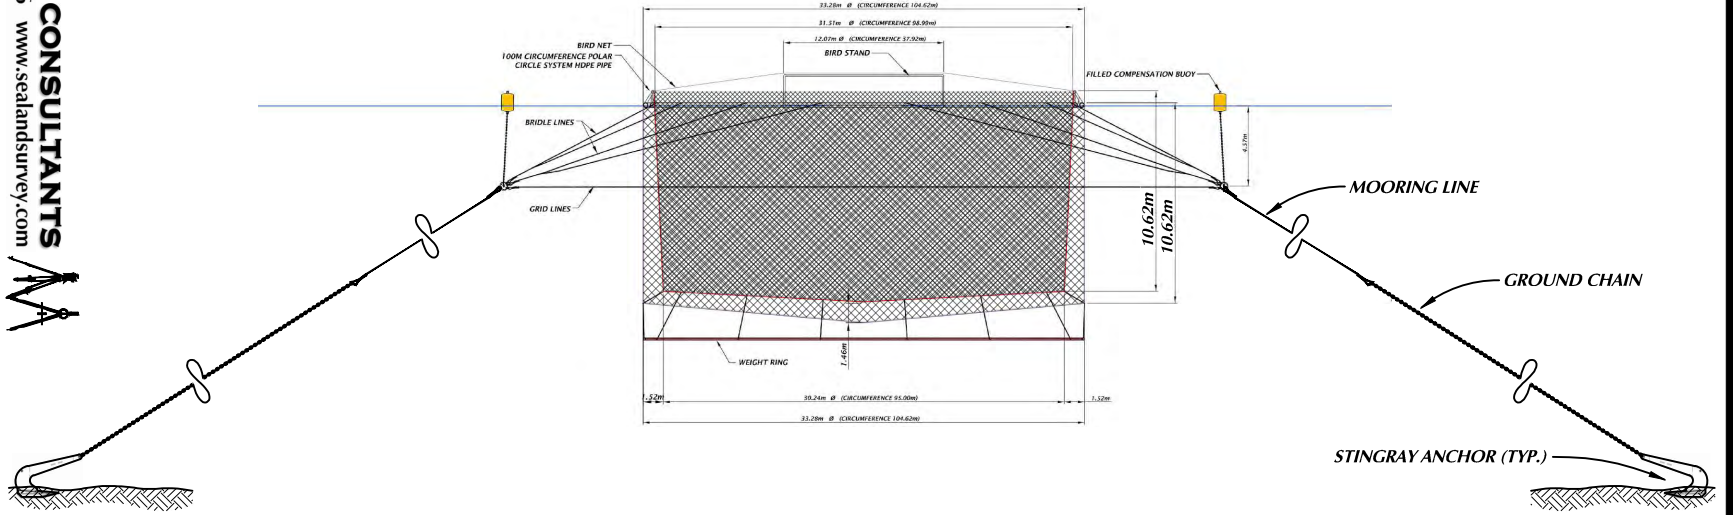 CONSULTANTS
www.sealandsurvey.com
33.28m Ø (CIRCUMFERENCE 104.62m)
31.51m Ø (CIRCUMFERENCE 98.99m)
12.07m Ø (CIRCUMFERENCE 37.92m)
BIRD STAND
BIRD NET
100M CIRCUMFERENCE POLAR
CIRCLE SYSTEM HDPE PIPE
FILLED COMPENSATION BUOY
BRIDLE LINES
4.57m
GRID LINES
10.62m
10.62m
MOORING LINE
GROUND CHAIN
1.46m
WEIGHT RING
1.52m
30.24m Ø (CIRCUMFERENCE 95.00m)
1.52m
33.28m Ø (CIRCUMFERENCE 104.62m)
STINGRAY ANCHOR (TYP.)